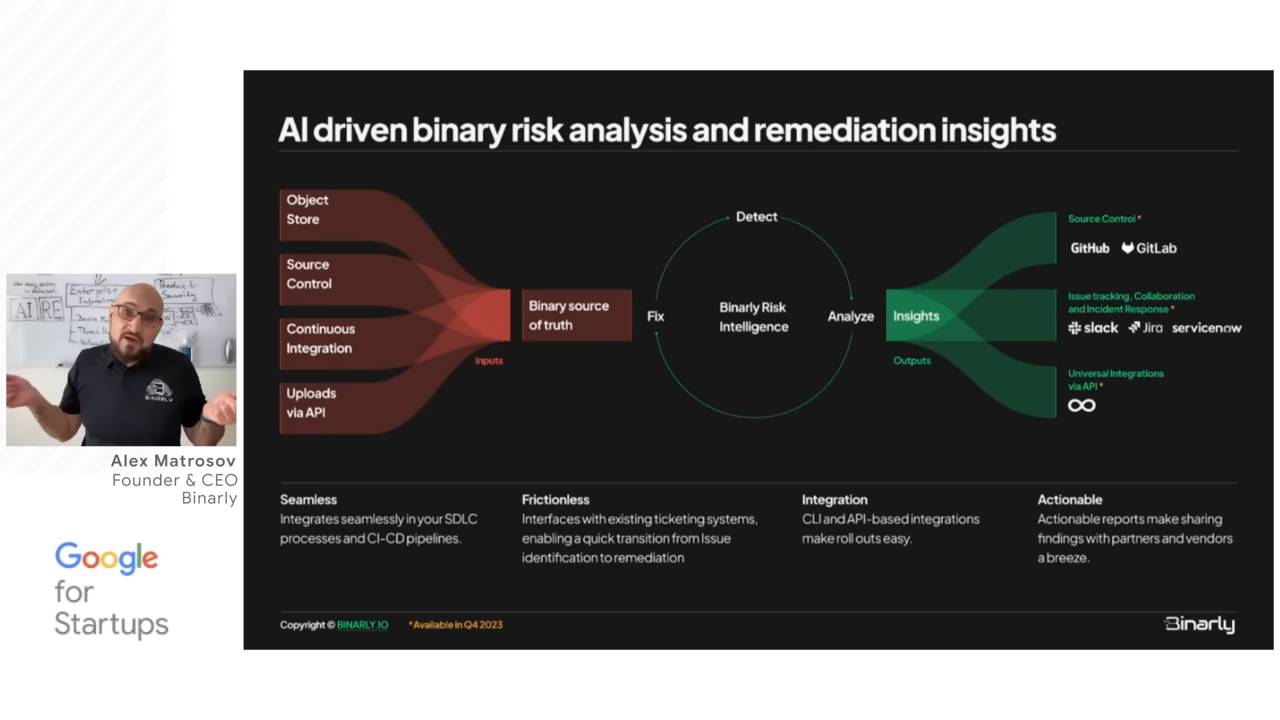 AI driven binary risk analysis and remediation insights
Object
Store
Source
Control
Continuous
Integration
Uploads
via API
Inputs
Binary source
of truth
Detect
Fix
Binarly Risk
Intelligence
Analyze
Insights
Outputs
Source Control *
GitHub GitLab
Issue tracking, Collaboration
and Incident Response *
slack Jira servicenow
Universal Integrations
via API *
Seamless
Integrates seamlessly in your SDLC
processes and CI-CD pipelines.
Frictionless
Interfaces with existing ticketing systems,
enabling a quick transition from Issue
identification to remediation
Integration
CLI and API-based integrations
make roll outs easy.
Actionable
Actionable reports make sharing
findings with partners and vendors
a breeze.
Copyright © BINARLY.IO *Available in Q4 2023
Binarly
AI RE
Product
Security
BINARLY
Alex Matrosov
Founder & CEO
Binarly
Google
for
Startups